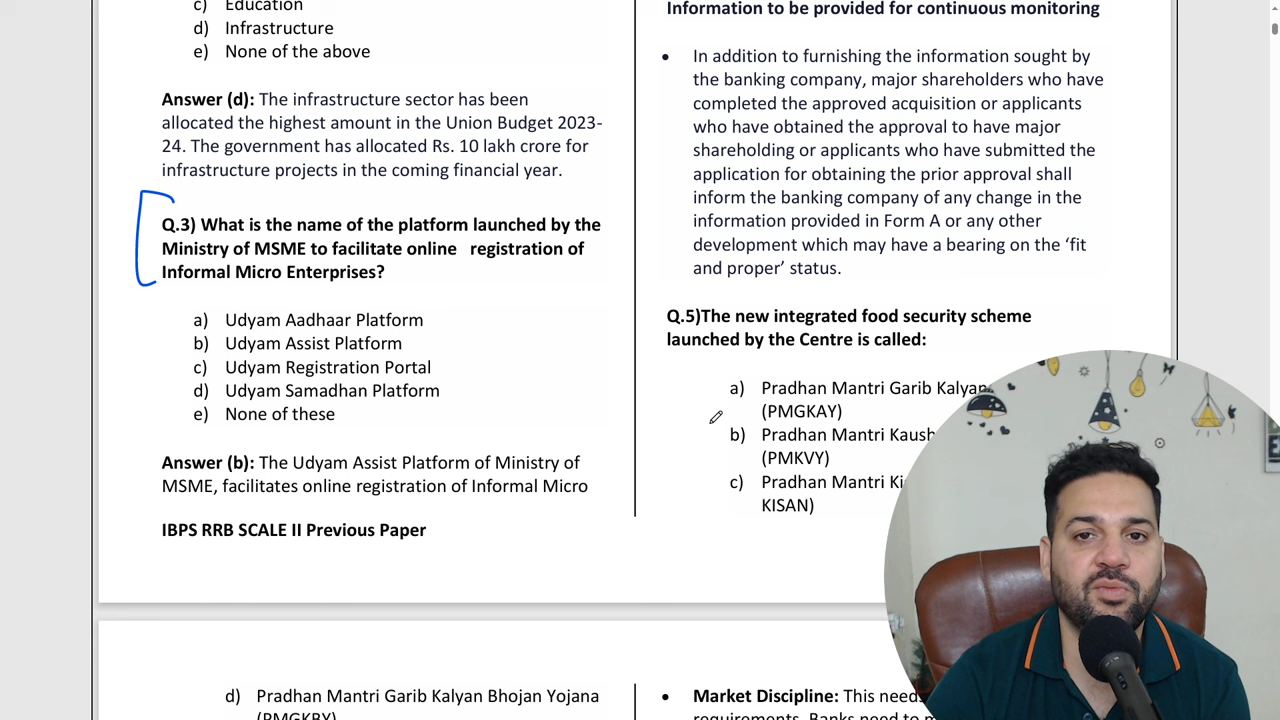 c) Education
d) Infrastructure
e) None of the above
Answer (d): The infrastructure sector has been
allocated the highest amount in the Union Budget 2023-
24. The government has allocated Rs. 10 lakh crore for
infrastructure projects in the coming financial year.
Q.3) What is the name of the platform launched by the
Ministry of MSME to facilitate online registration of
Informal Micro Enterprises?
a) Udyam Aadhaar Platform
b) Udyam Assist Platform
c) Udyam Registration Portal
d) Udyam Samadhan Platform
e) None of these
Answer (b): The Udyam Assist Platform of Ministry of
MSME, facilitates online registration of Informal Micro
IBPS RRB SCALE II Previous Paper
Information to be provided for continuous monitoring
• In addition to furnishing the information sought by
the banking company, major shareholders who have
completed the approved acquisition or applicants
who have obtained the approval to have major
shareholding or applicants who have submitted the
application for obtaining the prior approval shall
inform the banking company of any change in the
information provided in Form A or any other
development which may have a bearing on the ‘fit
and proper’ status.
Q.5)The new integrated food security scheme
launched by the Centre is called:
a) Pradhan Mantri Garib Kalyan
(PMGKAY)
b) Pradhan Mantri
(PMKVY)
c) Pradhan Mantri
KISAN)
d) Pradhan Mantri Garib Kalyan Bhojan Yojana
(PMGKBY)
• Market Discipline: This
requirements. Banks need to